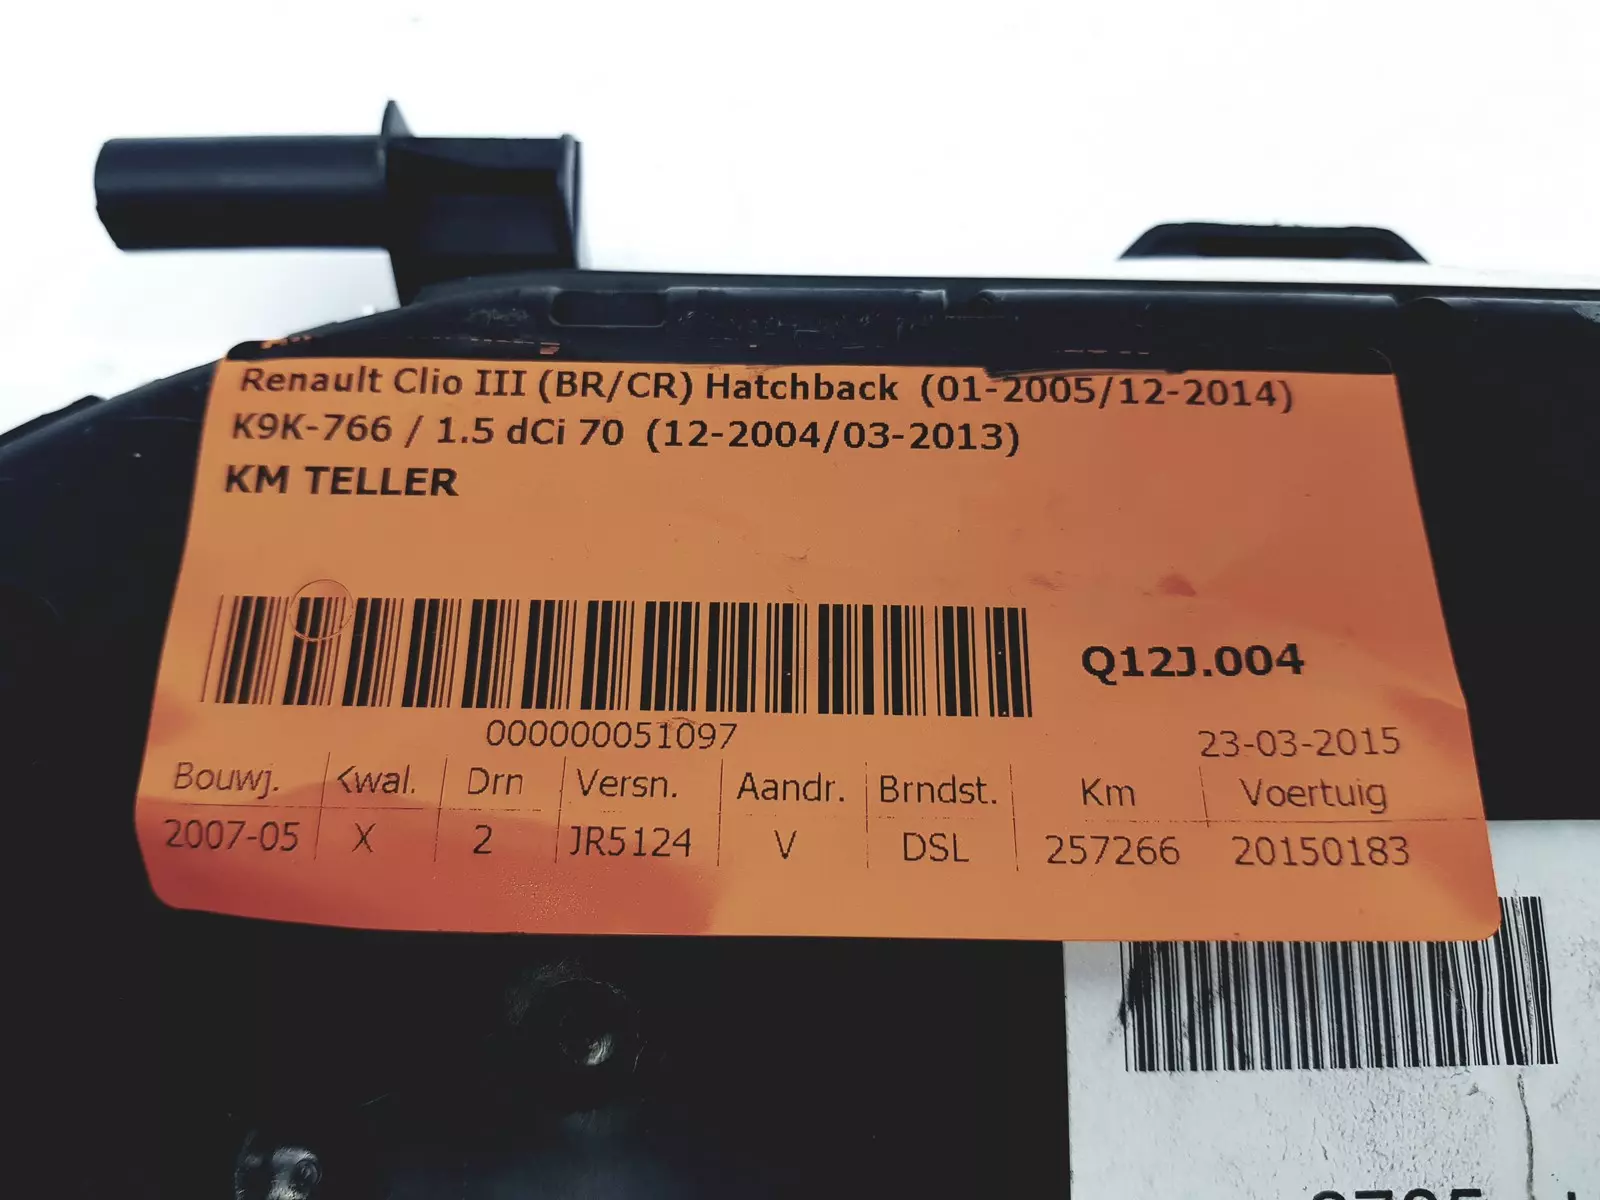 Renault Clio III (BR/CR) Hatchback (01-2005/12-2014)
K9K-766 / 1.5 dCi 70 (12-2004/03-2013)
KM TELLER
Q12J.004
000000051097
23-03-2015
Bouwj. Kwal. Drn Versn. Aandr. Brndst. Km Voertuig
2007-05 X 2 JR5124 V DSL 257266 20150183